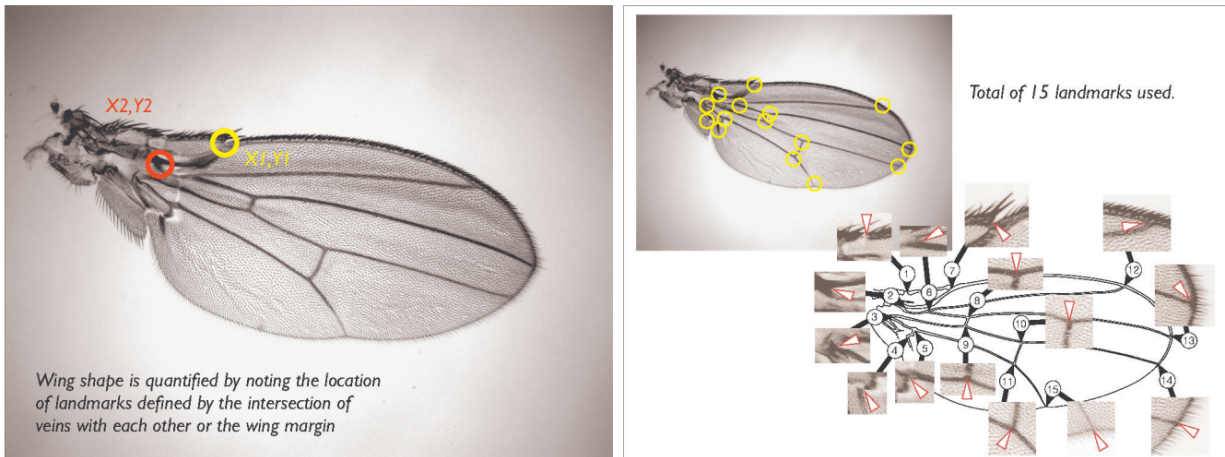 X2,Y2
X1,Y1
Wing shape is quantified by noting the location
of landmarks defined by the intersection of
veins with each other or the wing margin
Total of 15 landmarks used.
1
2
3
4
5
6
7
8
9
10
11
12
13
14
15